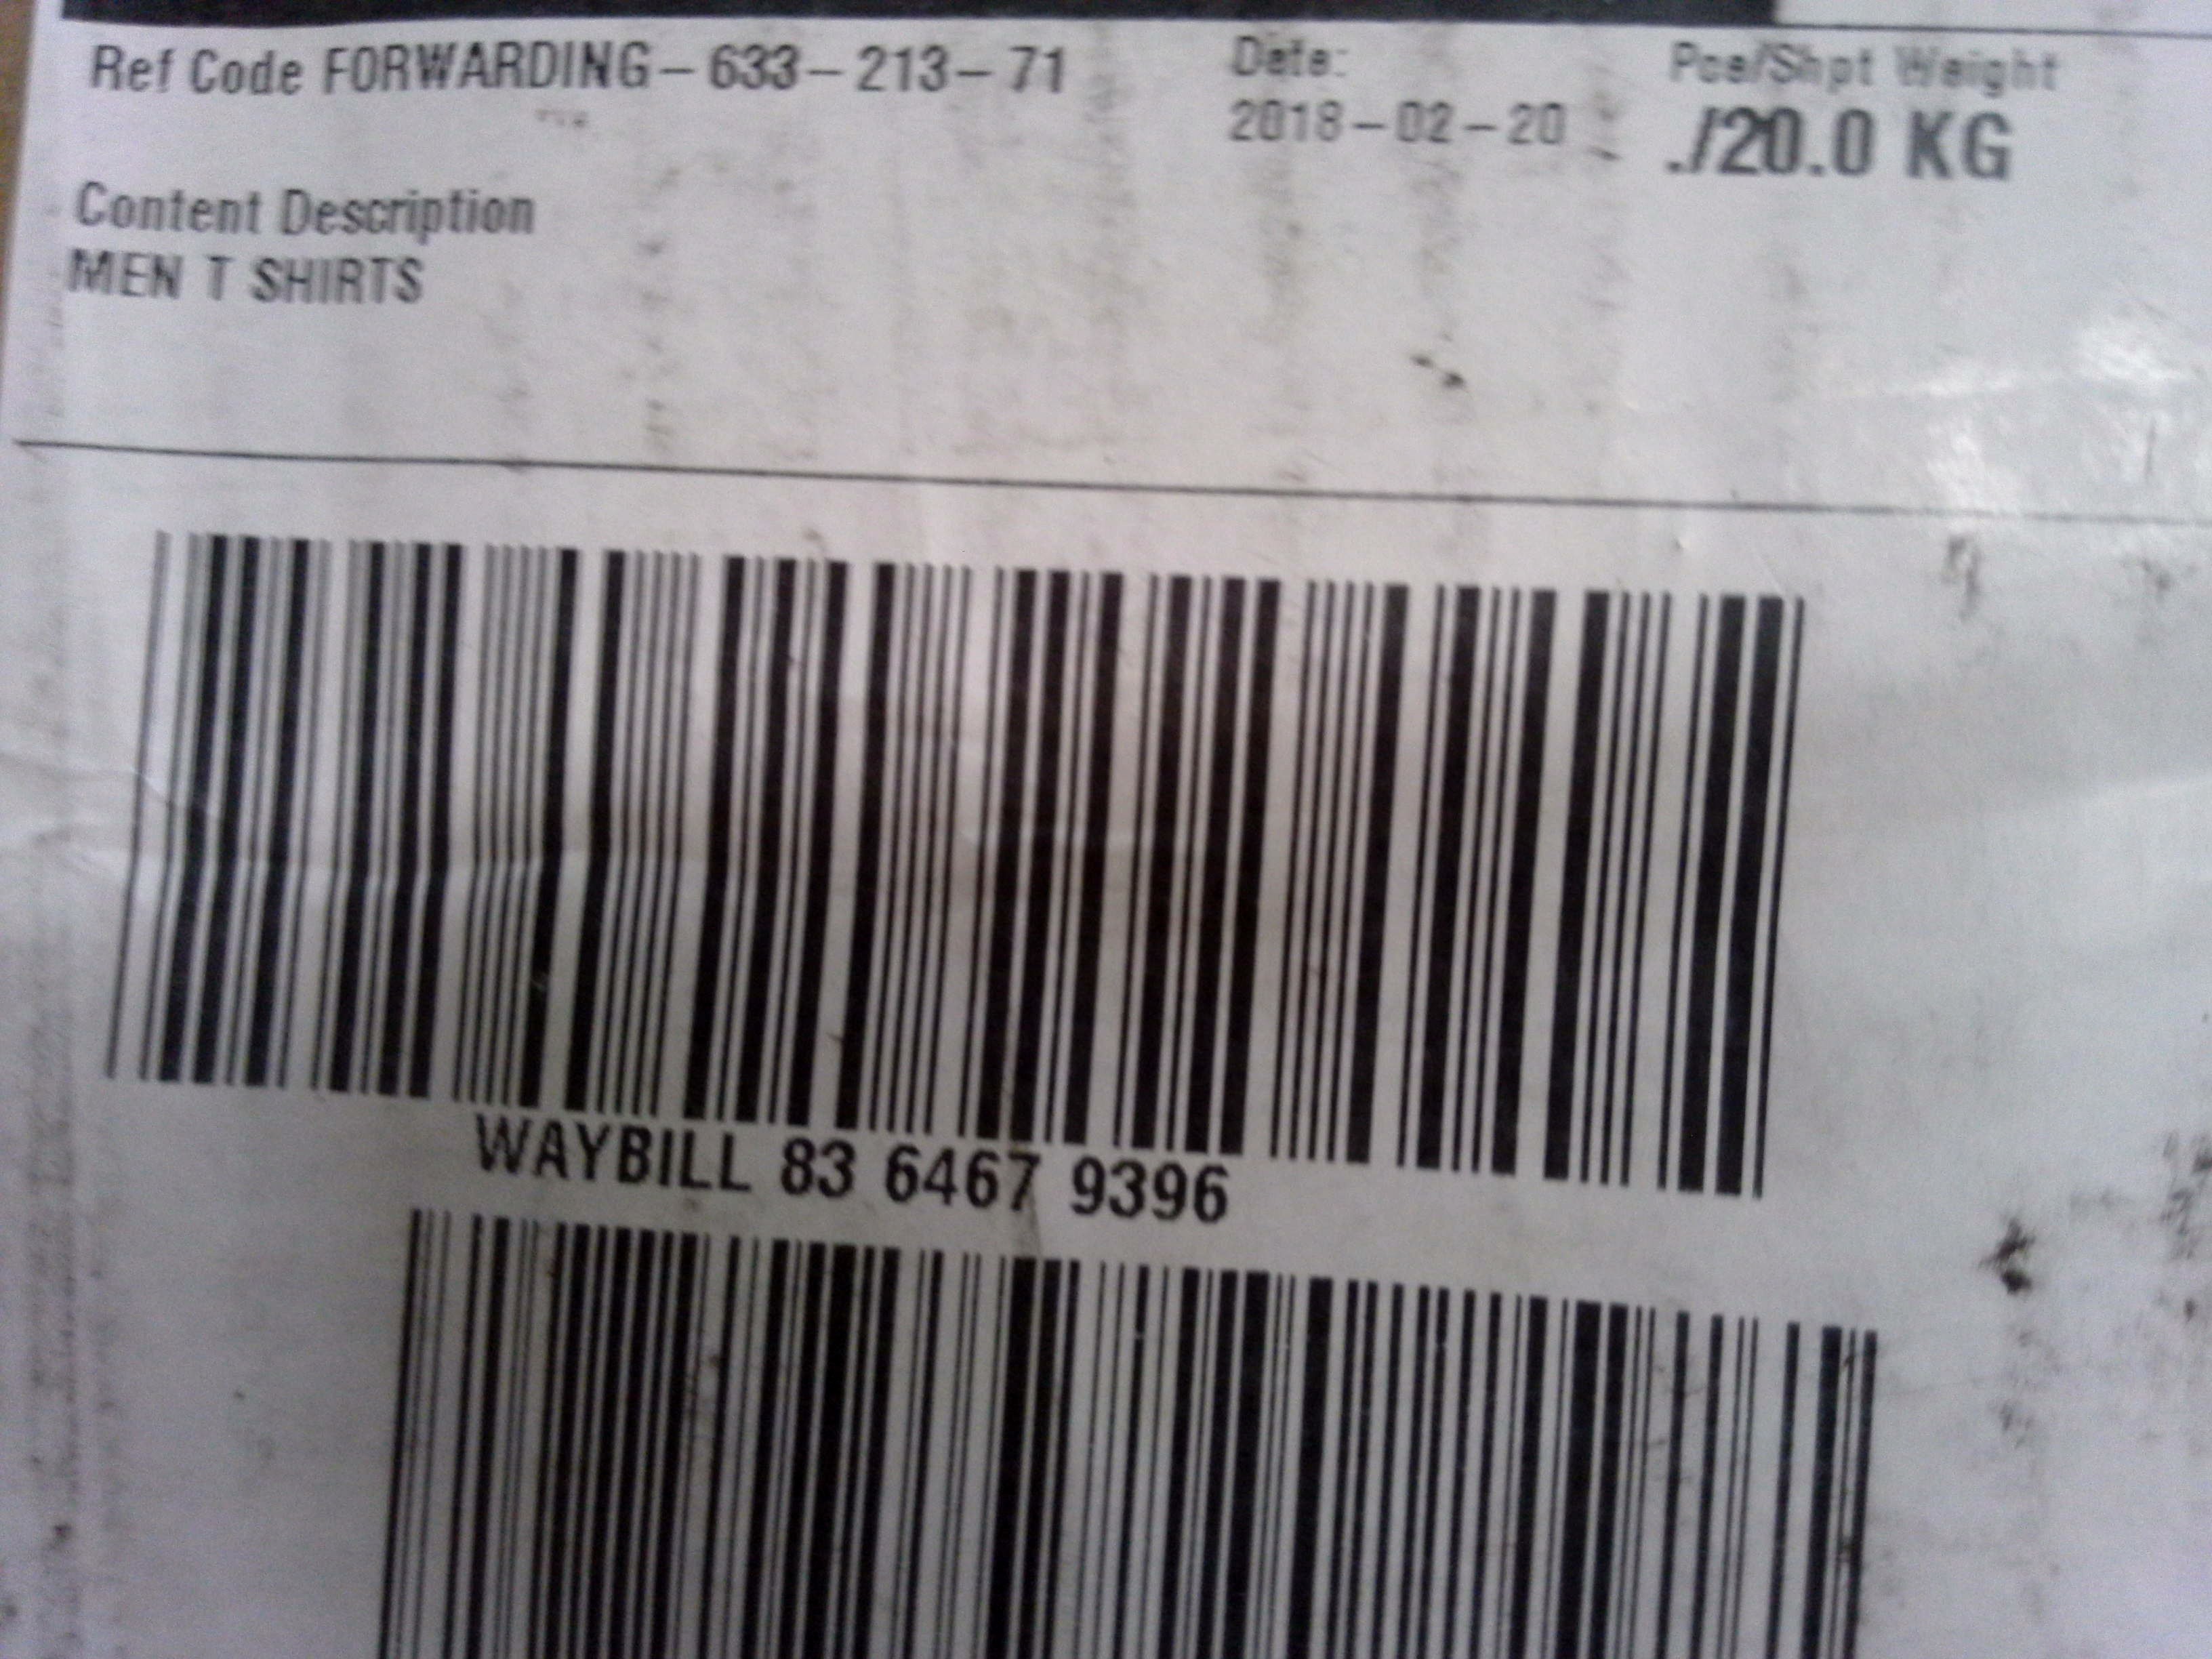 Ref Code FORWARDING-633-213-71
Date:
2018-02-20
Pce/Shpt Weight
./20.0 KG
Content Description
MEN T SHIRTS
WAYBILL 83 6467 9396